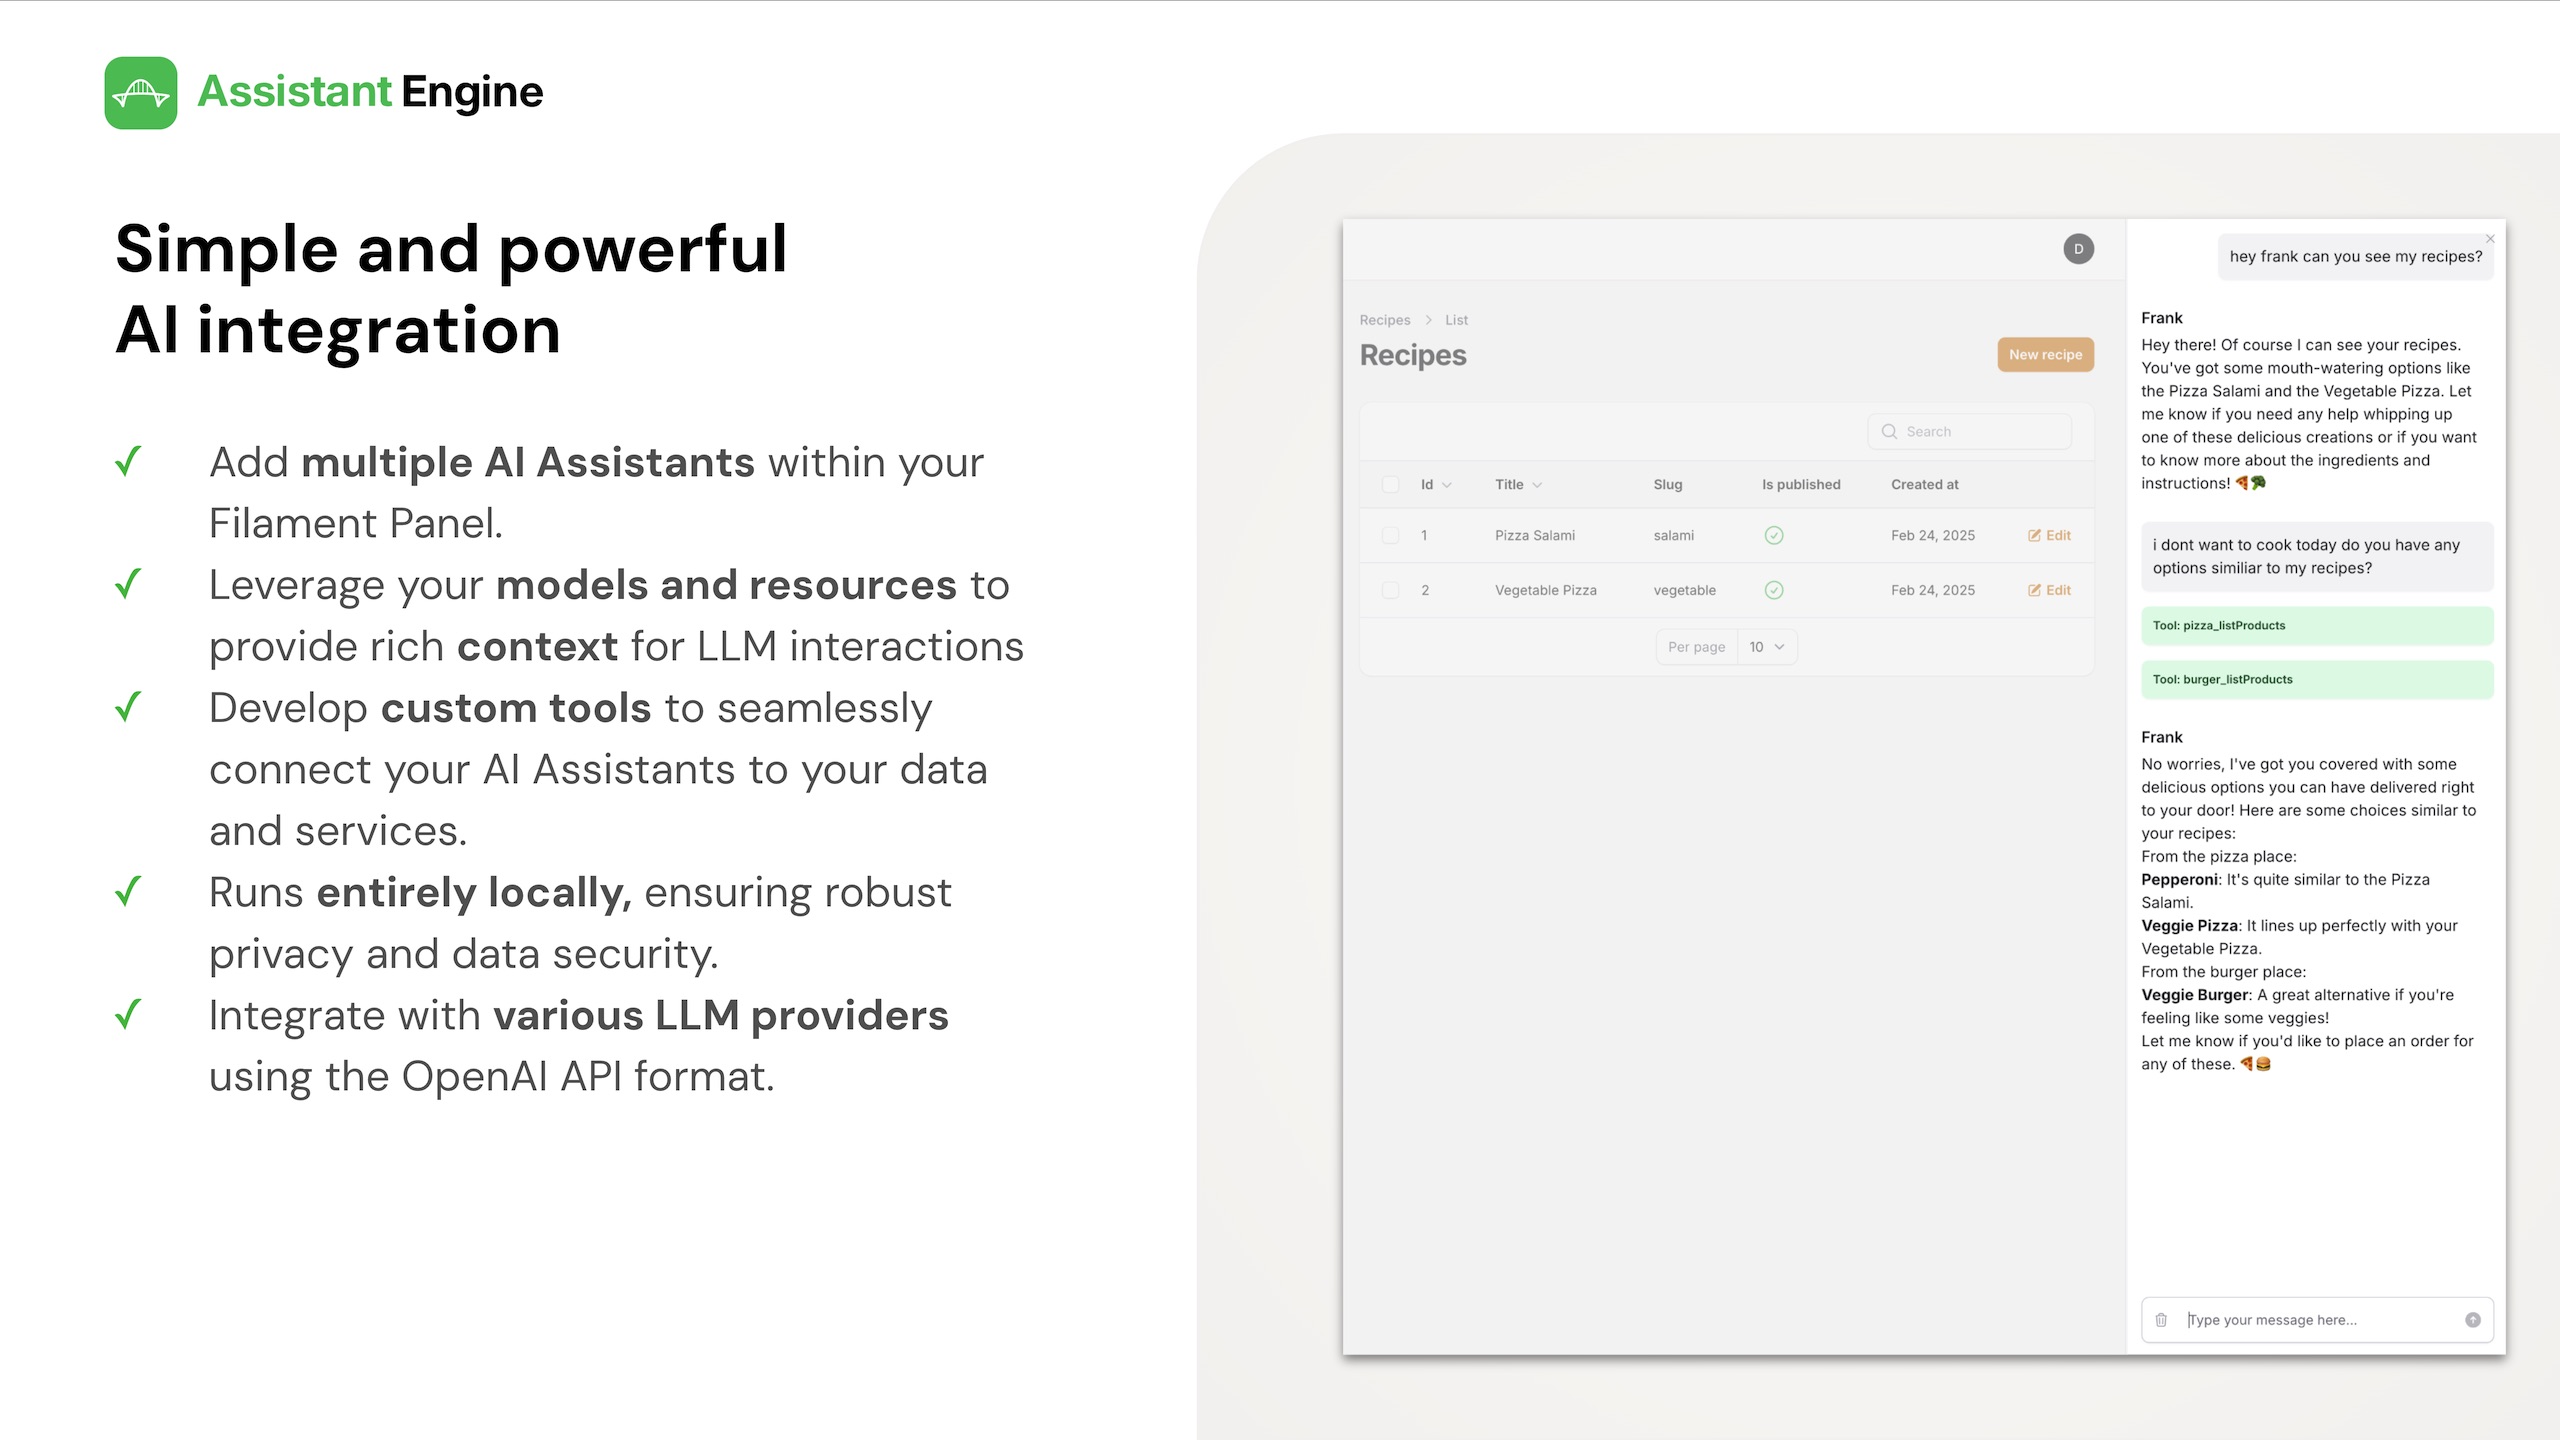 Assistant Engine
Simple and powerful
AI integration
✓ Add multiple AI Assistants within your
Filament Panel.
✓ Leverage your models and resources to
provide rich context for LLM interactions
✓ Develop custom tools to seamlessly
connect your AI Assistants to your data
and services.
✓ Runs entirely locally, ensuring robust
privacy and data security.
✓ Integrate with various LLM providers
using the OpenAI API format.
D
Recipes > List
Recipes
New recipe
Search
Id Title Slug Is published Created at
1 Pizza Salami salami Feb 24, 2025 Edit
2 Vegetable Pizza vegetable Feb 24, 2025 Edit
Per page 10
hey frank can you see my recipes?
Frank
Hey there! Of course I can see your recipes.
You've got some mouth-watering options like
the Pizza Salami and the Vegetable Pizza. Let
me know if you need any help whipping up
one of these delicious creations or if you want
to know more about the ingredients and
instructions! 🍕🥦
i dont want to cook today do you have any
options similiar to my recipes?
Tool: pizza_listProducts
Tool: burger_listProducts
Frank
No worries, I've got you covered with some
delicious options you can have delivered right
to your door! Here are some choices similar to
your recipes:
From the pizza place:
Pepperoni: It's quite similar to the Pizza
Salami.
Veggie Pizza: It lines up perfectly with your
Vegetable Pizza.
From the burger place:
Veggie Burger: A great alternative if you're
feeling like some veggies!
Let me know if you'd like to place an order for
any of these. 🍕🍔
Type your message here...